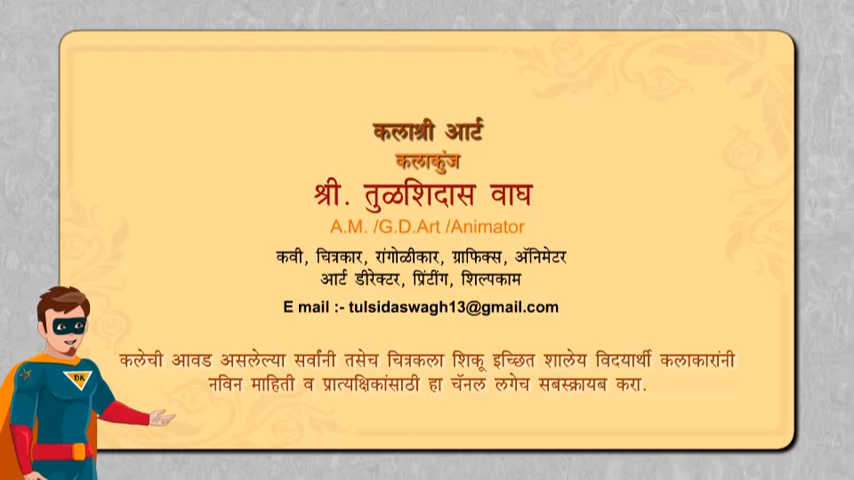 कलाश्री आर्ट
कलाकुंज
श्री. तुळशिदास वाघ
A.M. /G.D.Art /Animator
कवी, चित्रकार, रांगोळीकार, ग्राफिक्स, ॲनिमेटर
आर्ट डीरेक्टर, प्रिंटींग, शिल्पकाम
E mail :- tulsidaswagh13@gmail.com
कलेची आवड असलेल्या सर्वांनी तसेच चित्रकला शिकू इच्छित शालेय विदयार्थी कलाकारांनी
नविन माहिती व प्रात्यक्षिकांसाठी हा चॅनल लगेच सबस्क्रायब करा.
DK